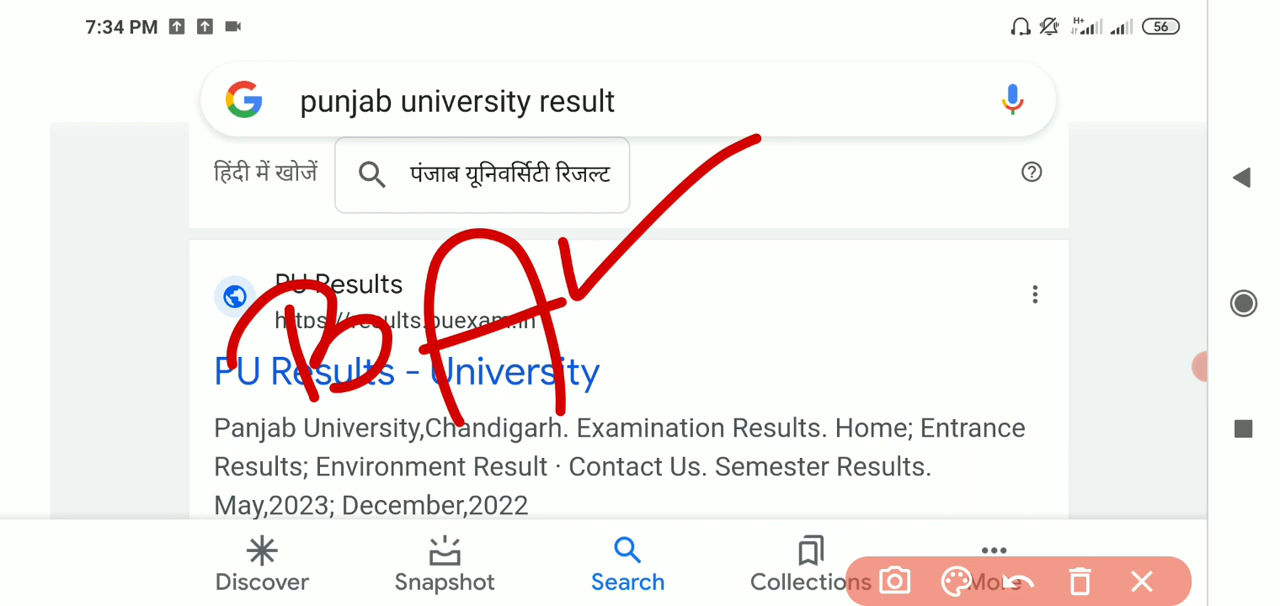 7:34 PM
H+
56
punjab university result
हिंदी में खोजें
पंजाब यूनिवर्सिटी रिजल्ट
PU Results
https://results.puexam.in
BA
PU Results - University
Panjab University,Chandigarh. Examination Results. Home; Entrance
Results; Environment Result · Contact Us. Semester Results.
May,2023; December,2022
Discover
Snapshot
Search
Collections
More